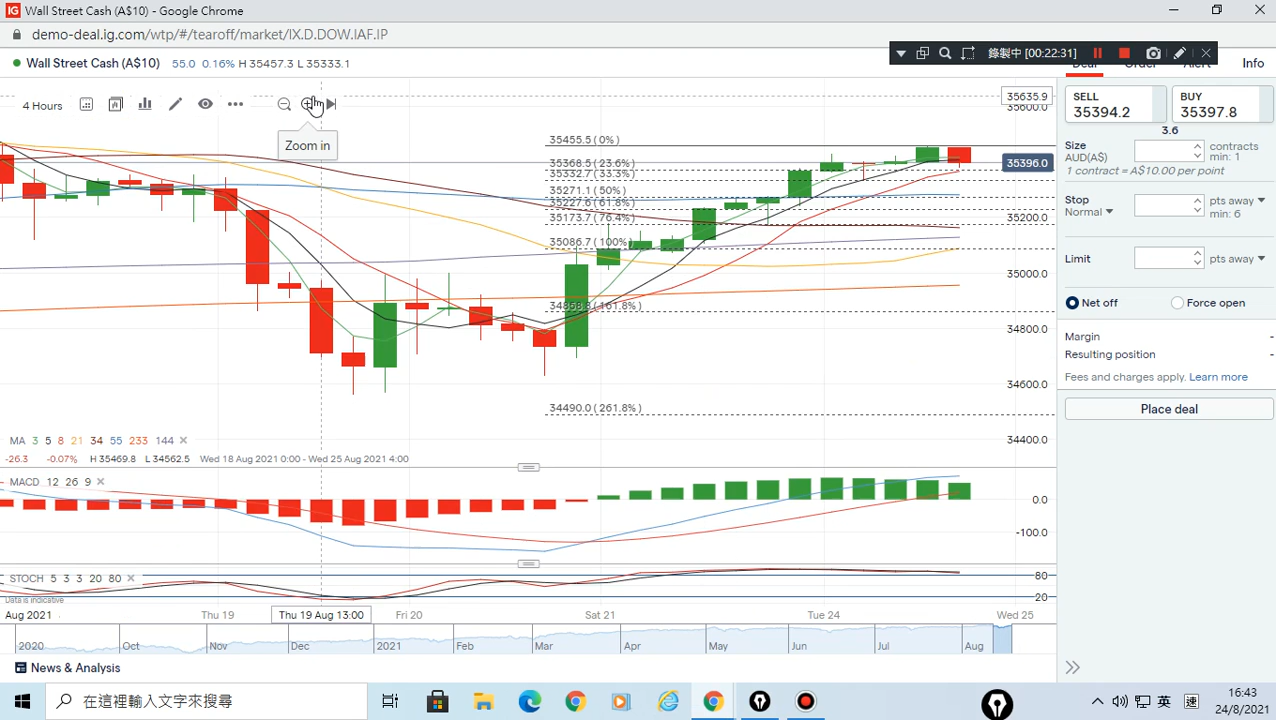 IG Wall Street Cash (A$10) - Google Chrome
demo-deal.ig.com/wtp/#/tearoff/market/IX.D.DOW.IAF.IP
Wall Street Cash (A$10) 55.0 0.16% H 35457.3 L 35333.1
錄製中 [00:22:31]
Info
4 Hours
Zoom in
35635.9
35455.5 ( 0% )
35368.5 ( 23.6% )
35396.0
35332.7 ( 33.3% )
35271.1 ( 50% )
35227.6 ( 61.8% )
35200.0
35173.7 ( 76.4% )
35086.7 ( 100% )
35000.0
34858.8 ( 161.8% )
34800.0
34600.0
34490.0 ( 261.8% )
34400.0
MA 3 5 8 21 34 55 233 144
-26.3 -0.07% H 35469.8 L 34562.5 Wed 18 Aug 2021 0:00 - Wed 25 Aug 2021 4:00
MACD 12 26 9
0.0
-100.0
STOCH 5 3 3 20 80
80
20
Data is indicative
Aug 2021 Thu 19 Thu 19 Aug 13:00 Fri 20 Sat 21 Tue 24 Wed 25
2020 Oct Nov Dec 2021 Feb Mar Apr May Jun Jul Aug
News & Analysis
SELL
35394.2
BUY
35397.8
3.6
Size
AUD(A$)
contracts
min: 1
1 contract = A$10.00 per point
Stop
Normal
pts away
min: 6
Limit
pts away
Net off
Force open
Margin -
Resulting position -
Fees and charges apply. Learn more
Place deal
在這裡輸入文字來搜尋
英
速
16:43
24/8/2021